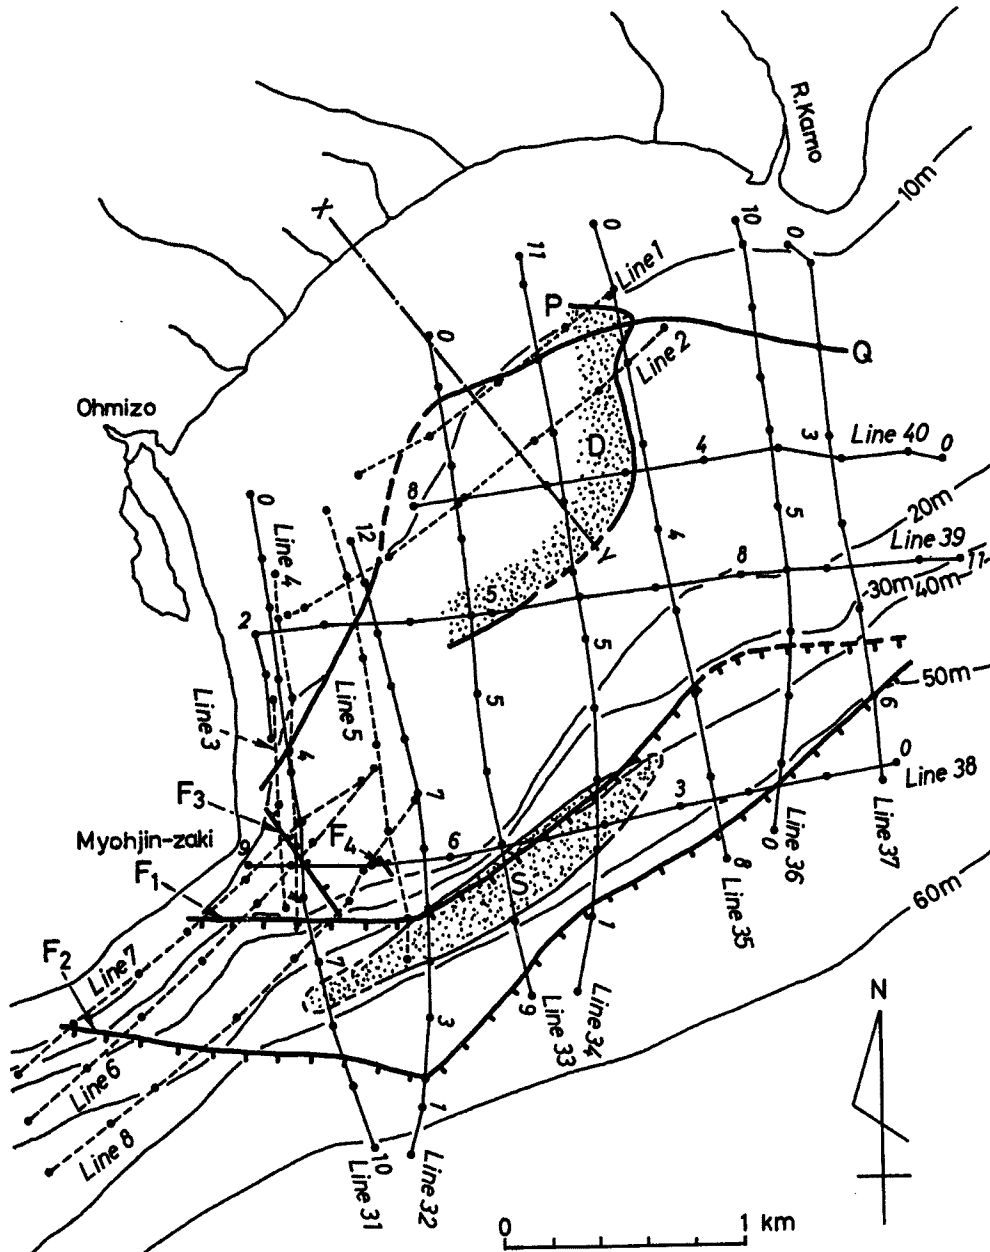 R.Kamo
10m
X
0
10
0
11
Line 1
P
0
Line 2
Q
Ohmizo
D
3
Line 40
0
4
8
0
Line 4
12
20m
5
4
Line 39
8
11
Y
30m
40m
5
2
5
5
Line 5
50m
6
Line 3
4
0
Line 38
F3
7
3
Myohjin-zaki
F4
6
9
0
Line 36
Line 37
F1
S
8
Line 35
60m
1
F2
Line 7
7
9
Line 33
Line 34
N
3
Line 6
1
Line 8
10
Line 31
Line 32
0
1 km